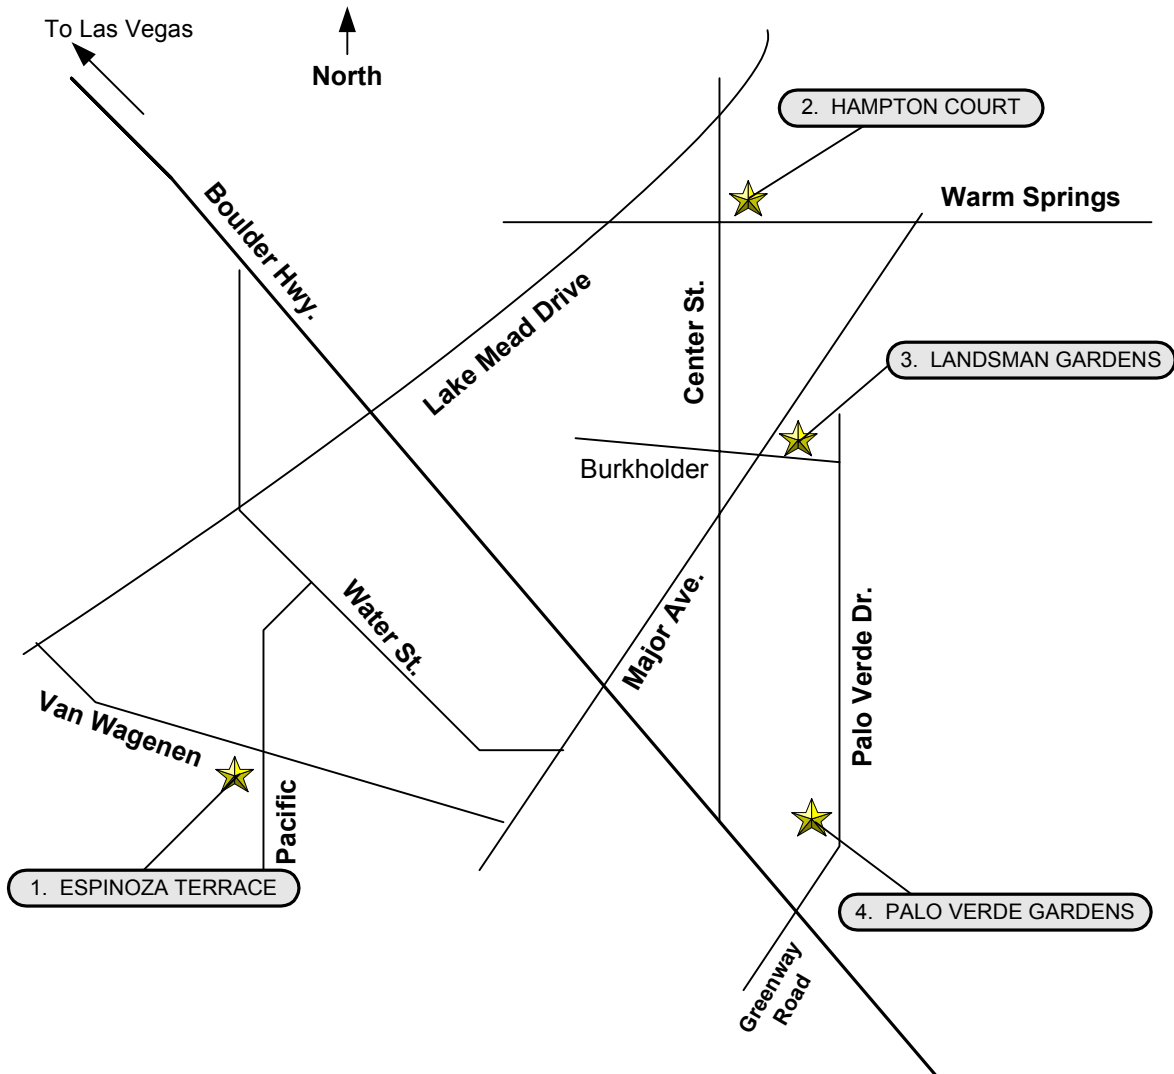 To Las Vegas
North
2. HAMPTON COURT
Warm Springs
Boulder Hwy.
Lake Mead Drive
Center St.
3. LANDSMAN GARDENS
Burkholder
Water St.
Major Ave.
Palo Verde Dr.
Van Wagenen
Pacific
1. ESPINOZA TERRACE
4. PALO VERDE GARDENS
Greenway
Road